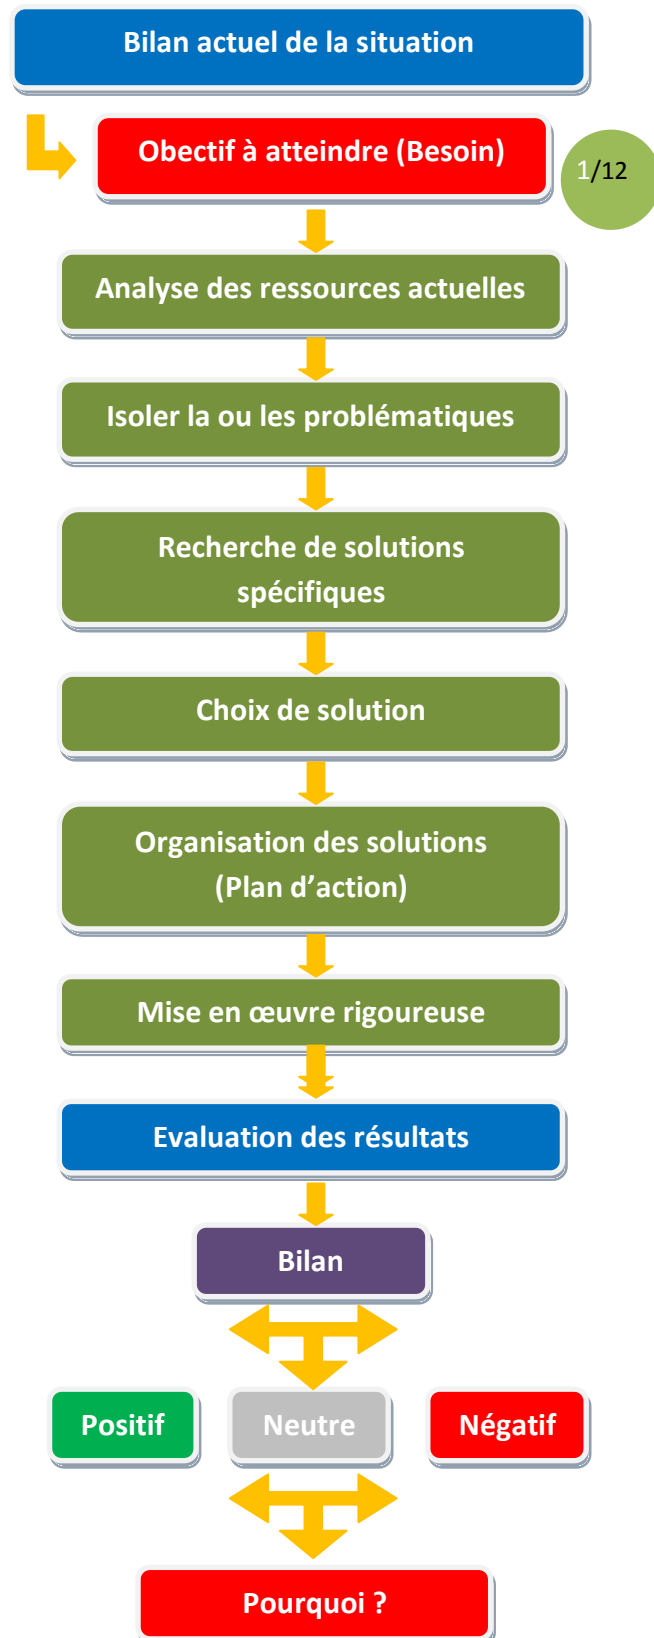 Bilan actuel de la situation
Obectif à atteindre (Besoin)
1/12
Analyse des ressources actuelles
Isoler la ou les problématiques
Recherche de solutions
spécifiques
Choix de solution
Organisation des solutions
(Plan d’action)
Mise en œuvre rigoureuse
Evaluation des résultats
Bilan
Positif
Neutre
Négatif
Pourquoi ?